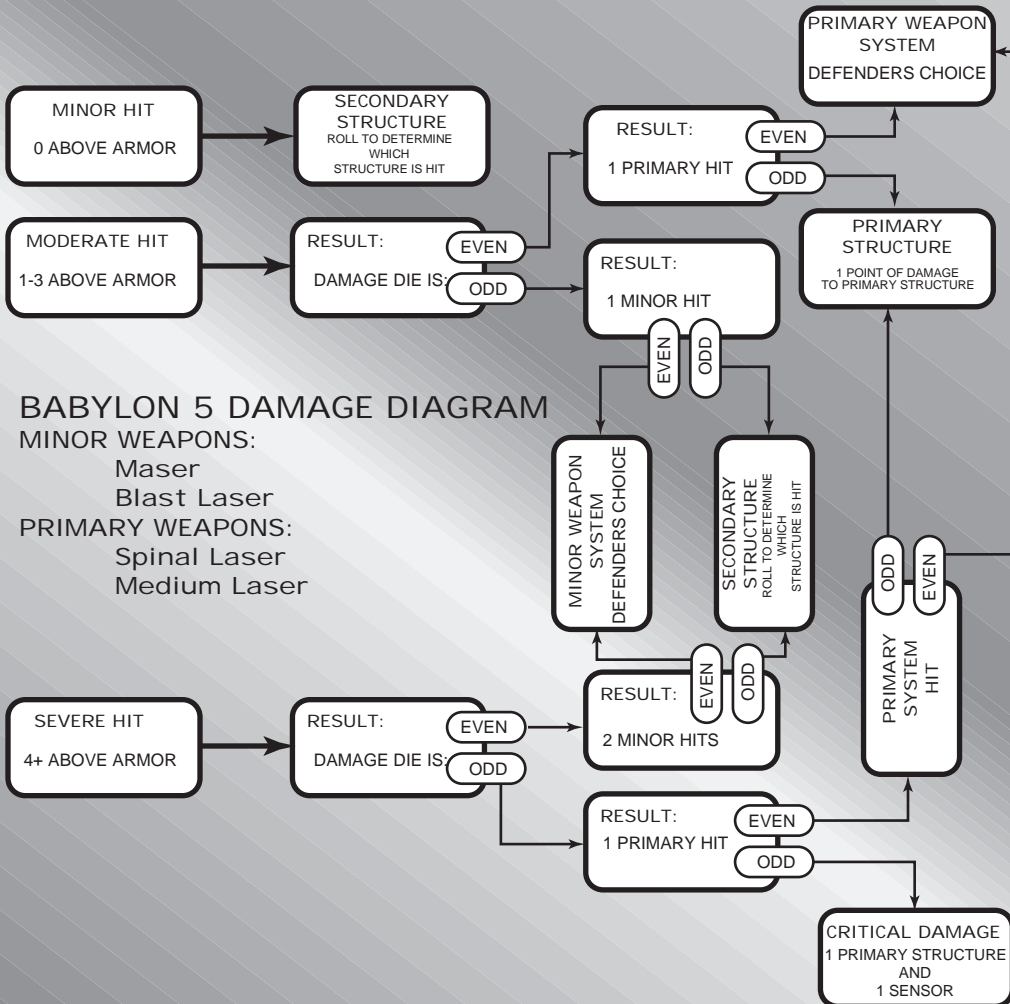 PRIMARY WEAPON
SYSTEM
DEFENDERS CHOICE
MINOR HIT
0 ABOVE ARMOR
SECONDARY
STRUCTURE
ROLL TO DETERMINE
WHICH
STRUCTURE IS HIT
RESULT:
1 PRIMARY HIT
EVEN
ODD
MODERATE HIT
1-3 ABOVE ARMOR
RESULT:
DAMAGE DIE IS:
EVEN
ODD
RESULT:
1 MINOR HIT
EVEN
ODD
PRIMARY
STRUCTURE
1 POINT OF DAMAGE
TO PRIMARY STRUCTURE
BABYLON 5 DAMAGE DIAGRAM
MINOR WEAPONS:
Maser
Blast Laser
PRIMARY WEAPONS:
Spinal Laser
Medium Laser
MINOR WEAPON
SYSTEM
DEFENDERS CHOICE
SECONDARY
STRUCTURE
ROLL TO DETERMINE
WHICH
STRUCTURE IS HIT
ODD
EVEN
PRIMARY
SYSTEM
HIT
SEVERE HIT
4+ ABOVE ARMOR
RESULT:
DAMAGE DIE IS:
EVEN
ODD
RESULT:
2 MINOR HITS
EVEN
ODD
RESULT:
1 PRIMARY HIT
EVEN
ODD
CRITICAL DAMAGE
1 PRIMARY STRUCTURE
AND
1 SENSOR